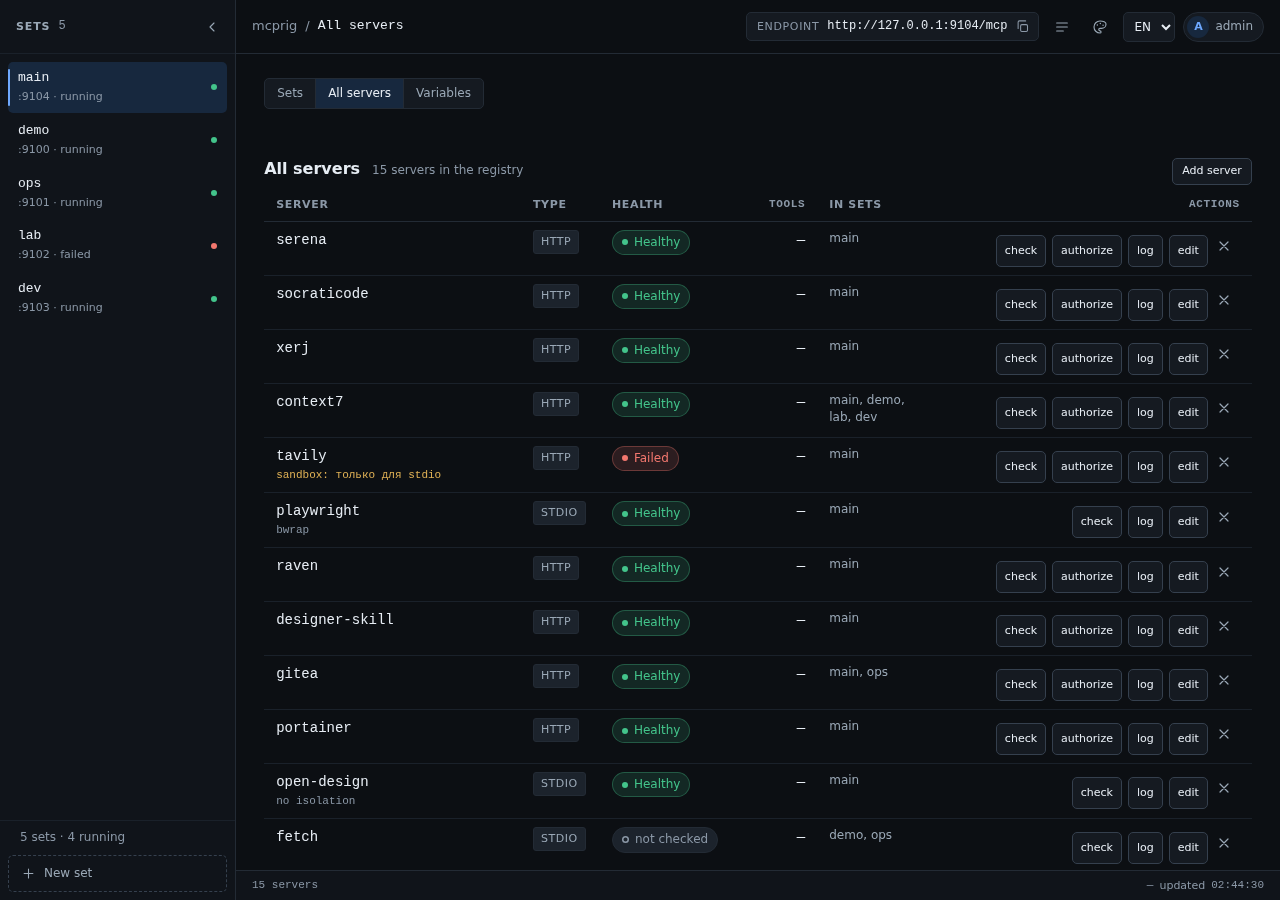 SETS 5
mcprig / All servers
ENDPOINT http://127.0.0.1:9104/mcp
EN
A admin
main
:9104 · running
demo
:9100 · running
ops
:9101 · running
lab
:9102 · failed
dev
:9103 · running
5 sets · 4 running
New set
Sets All servers Variables
All servers 15 servers in the registry
Add server
SERVER TYPE HEALTH TOOLS IN SETS ACTIONS
serena HTTP Healthy — main check authorize log edit
socraticode HTTP Healthy — main check authorize log edit
xerj HTTP Healthy — main check authorize log edit
context7 HTTP Healthy — main, demo, check authorize log edit
lab, dev
tavily HTTP Failed — main check authorize log edit
sandbox: только для stdio
playwright STDIO Healthy — main check log edit
bwrap
raven HTTP Healthy — main check authorize log edit
designer-skill HTTP Healthy — main check authorize log edit
gitea HTTP Healthy — main, ops check authorize log edit
portainer HTTP Healthy — main check authorize log edit
open-design STDIO Healthy — main check log edit
no isolation
fetch STDIO not checked — demo, ops check log edit
15 servers
— updated 02:44:30